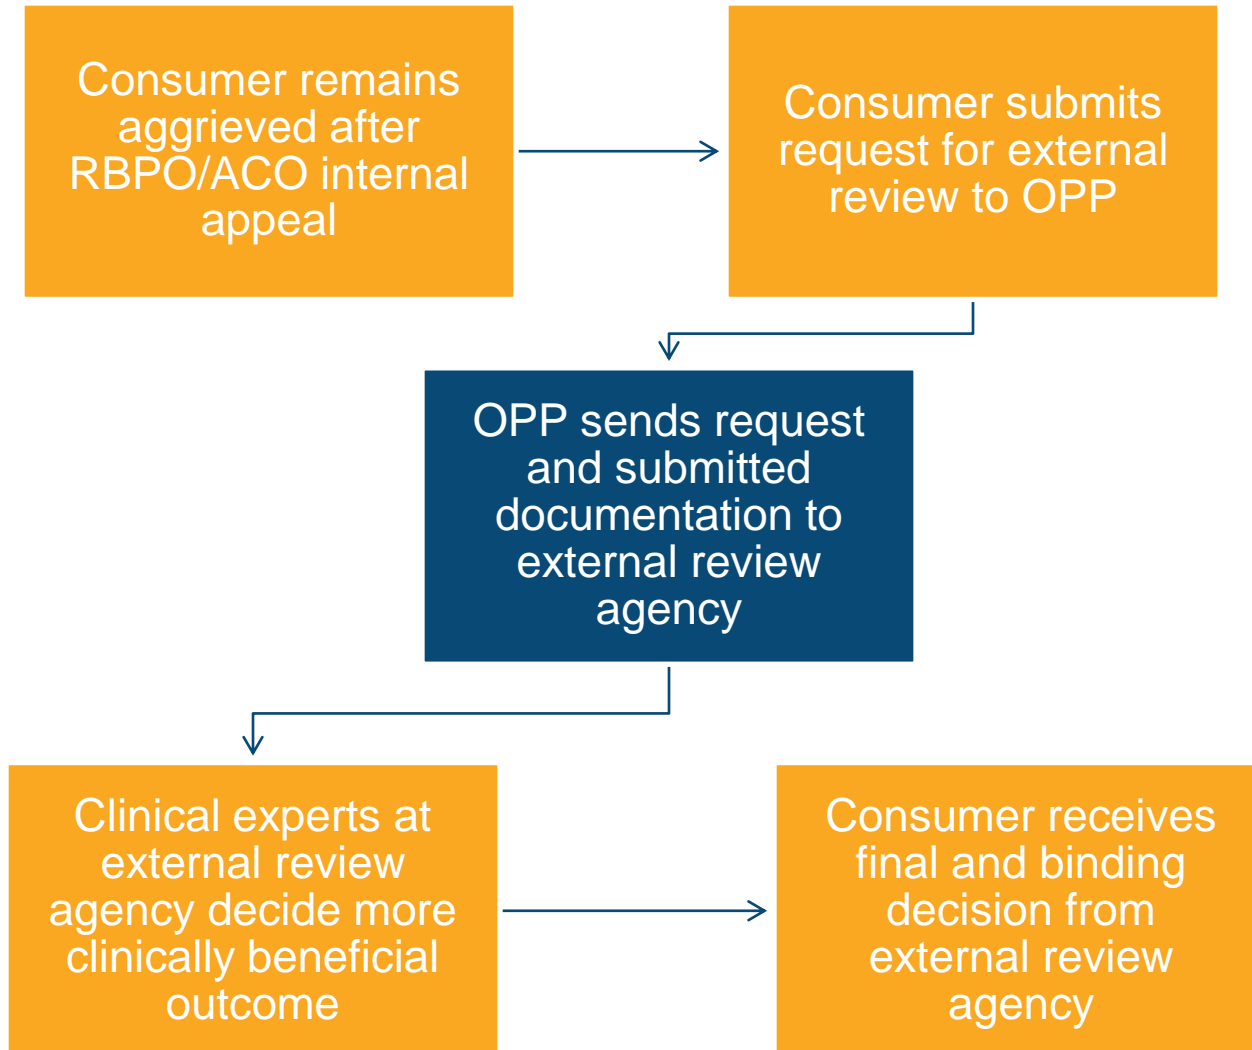 Consumer remains
aggrieved after
RBPO/ACO internal
appeal
Consumer submits
request for external
review to OPP
OPP sends request
and submitted
documentation to
external review
agency
Clinical experts at
external review
agency decide more
clinically beneficial
outcome
Consumer receives
final and binding
decision from
external review
agency